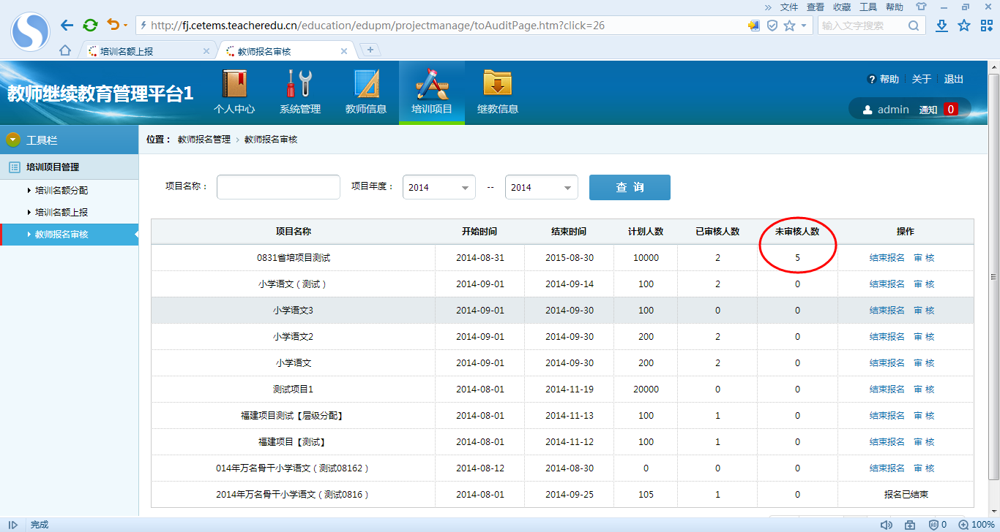 » 文件 查看 收藏 工具 帮助
http://fj.cetems.teacheredu.cn/education/edupm/projectmanage/toAuditPage.htm?click=26
输入文字搜索
培训名额上报 教师报名审核
教师继续教育管理平台1
个人中心 系统管理 教师信息 培训项目 继教信息
帮助 关于 退出
admin 通知 0
工具栏
培训项目管理
培训名额分配
培训名额上报
教师报名审核
位置： 教师报名管理 > 教师报名审核
项目名称： 项目年度： 2014 -- 2014 查 询
项目名称 开始时间 结束时间 计划人数 已审核人数 未审核人数 操作
0831省培项目测试 2014-08-31 2015-08-30 10000 2 5 结束报名 审 核
小学语文（测试） 2014-09-01 2014-09-14 100 2 0 结束报名 审 核
小学语文3 2014-09-01 2014-09-30 100 0 0 结束报名 审 核
小学语文2 2014-09-01 2014-09-30 200 2 0 结束报名 审 核
小学语文 2014-09-01 2014-09-30 200 2 0 结束报名 审 核
测试项目1 2014-08-01 2014-11-19 20000 0 0 结束报名 审 核
福建项目测试【层级分配】 2014-08-01 2014-11-13 100 1 0 结束报名 审 核
福建项目【测试】 2014-08-01 2014-11-12 100 1 0 结束报名 审 核
014年万名骨干小学语文（测试08162） 2014-08-12 2014-08-30 0 0 0 结束报名 审 核
2014年万名骨干小学语文（测试0816） 2014-08-01 2014-09-25 105 1 0 报名已结束
完成 0 100%